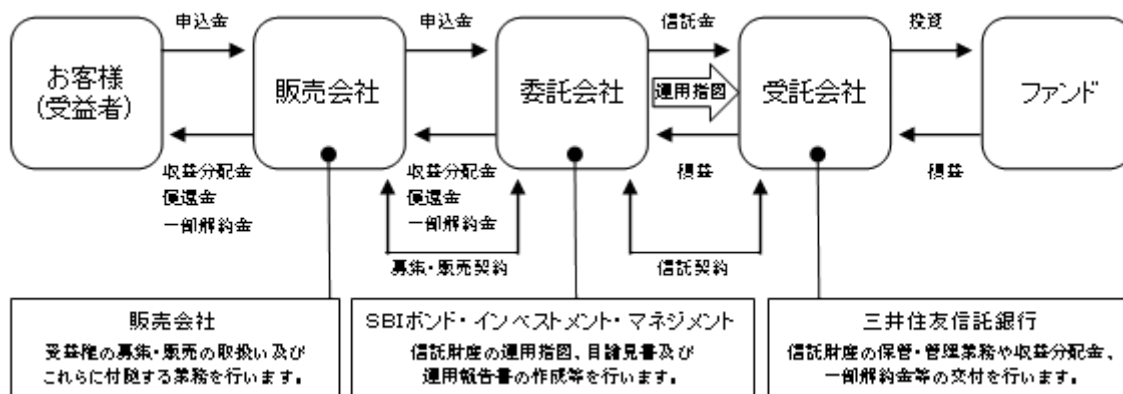 申込金
申込金
信託金
投資
お客様
(受益者)
販売会社
委託会社
運用指図
受託会社
ファンド
収益分配金
償還金
一部解約金
収益分配金
償還金
一部解約金
損益
損益
募集・販売契約
信託契約
販売会社
受益権の募集・販売の取扱い及び
これらに付随する業務を行います。
SBIボンド・インベストメント・マネジメント
信託財産の運用指図、目論見書及び
運用報告書の作成等を行います。
三井住友信託銀行
信託財産の保管・管理業務や収益分配金、
一部解約金等の交付を行います。